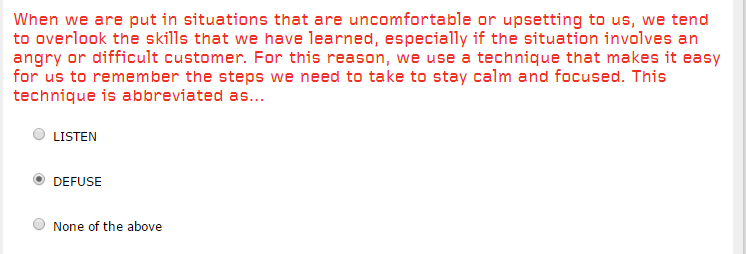 When we are put in situations that are uncomfortable or upsetting to us, we tend
to overlook the skills that we have learned, especially if the situation involves an
angry or difficult customer. For this reason, we use a technique that makes it easy
for us to remember the steps we need to take to stay calm and focused. This
technique is abbreviated as...
LISTEN
DEFUSE
None of the above